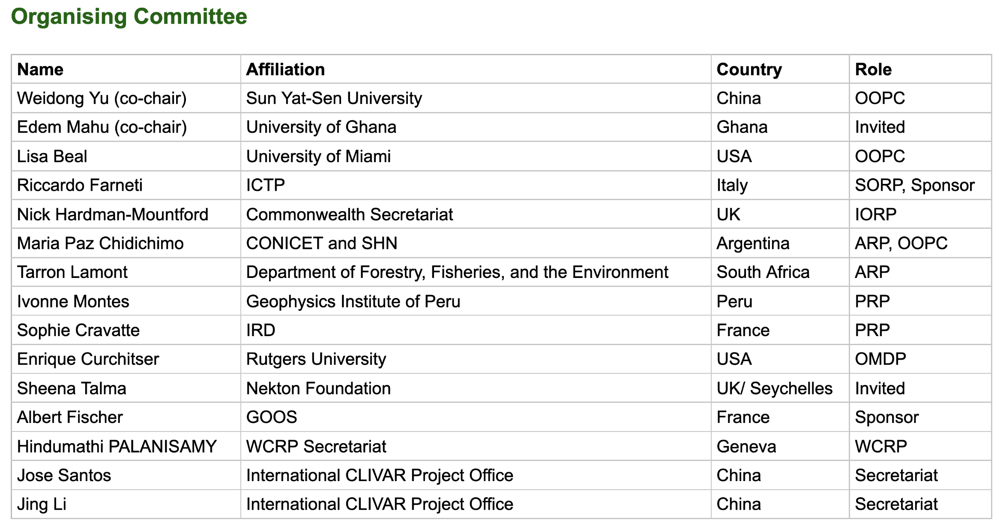 Organising Committee
Name Affiliation Country Role
Weidong Yu (co-chair) Sun Yat-Sen University China OOPC
Edem Mahu (co-chair) University of Ghana Ghana Invited
Lisa Beal University of Miami USA OOPC
Riccardo Farneti ICTP Italy SORP, Sponsor
Nick Hardman-Mountford Commonwealth Secretariat UK IORP
Maria Paz Chidichimo CONICET and SHN Argentina ARP, OOPC
Tarron Lamont Department of Forestry, Fisheries, and the Environment South Africa ARP
Ivonne Montes Geophysics Institute of Peru Peru PRP
Sophie Cravatte IRD France PRP
Enrique Curchitser Rutgers University USA OMDP
Sheena Talma Nekton Foundation UK/ Seychelles Invited
Albert Fischer GOOS France Sponsor
Hindumathi PALANISAMY WCRP Secretariat Geneva WCRP
Jose Santos International CLIVAR Project Office China Secretariat
Jing Li International CLIVAR Project Office China Secretariat